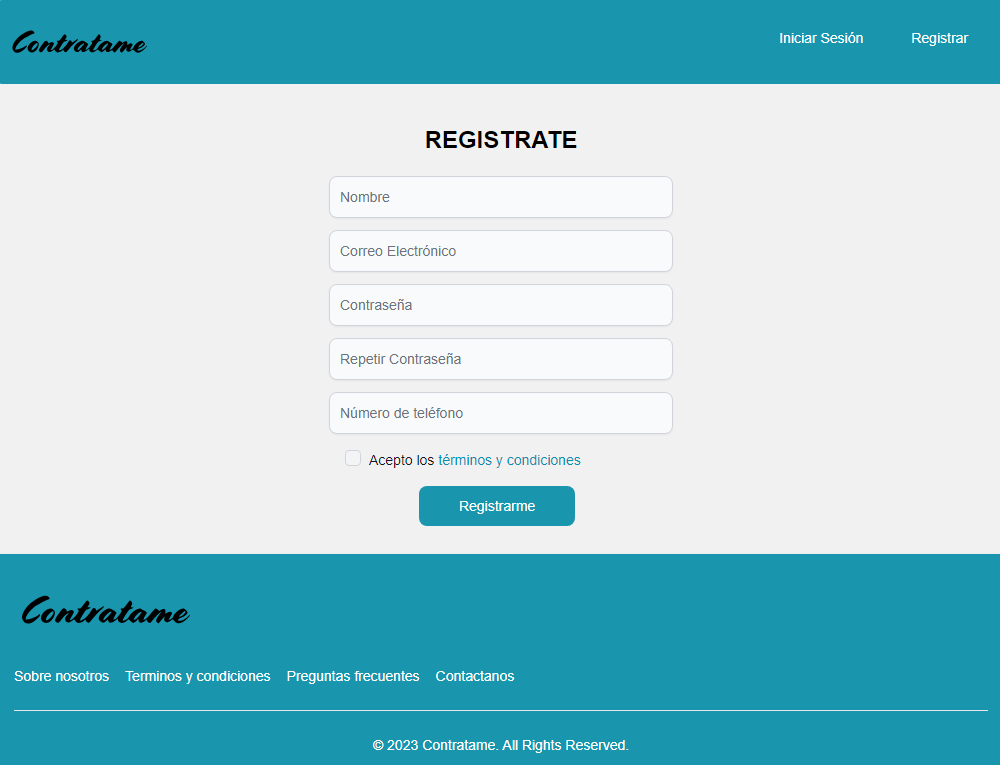 Contratame
Iniciar Sesión
Registrar
REGISTRATE
Nombre
Correo Electrónico
Contraseña
Repetir Contraseña
Número de teléfono
Acepto los términos y condiciones
Registrarme
Contratame
Sobre nosotros Terminos y condiciones Preguntas frecuentes Contactanos
© 2023 Contratame. All Rights Reserved.